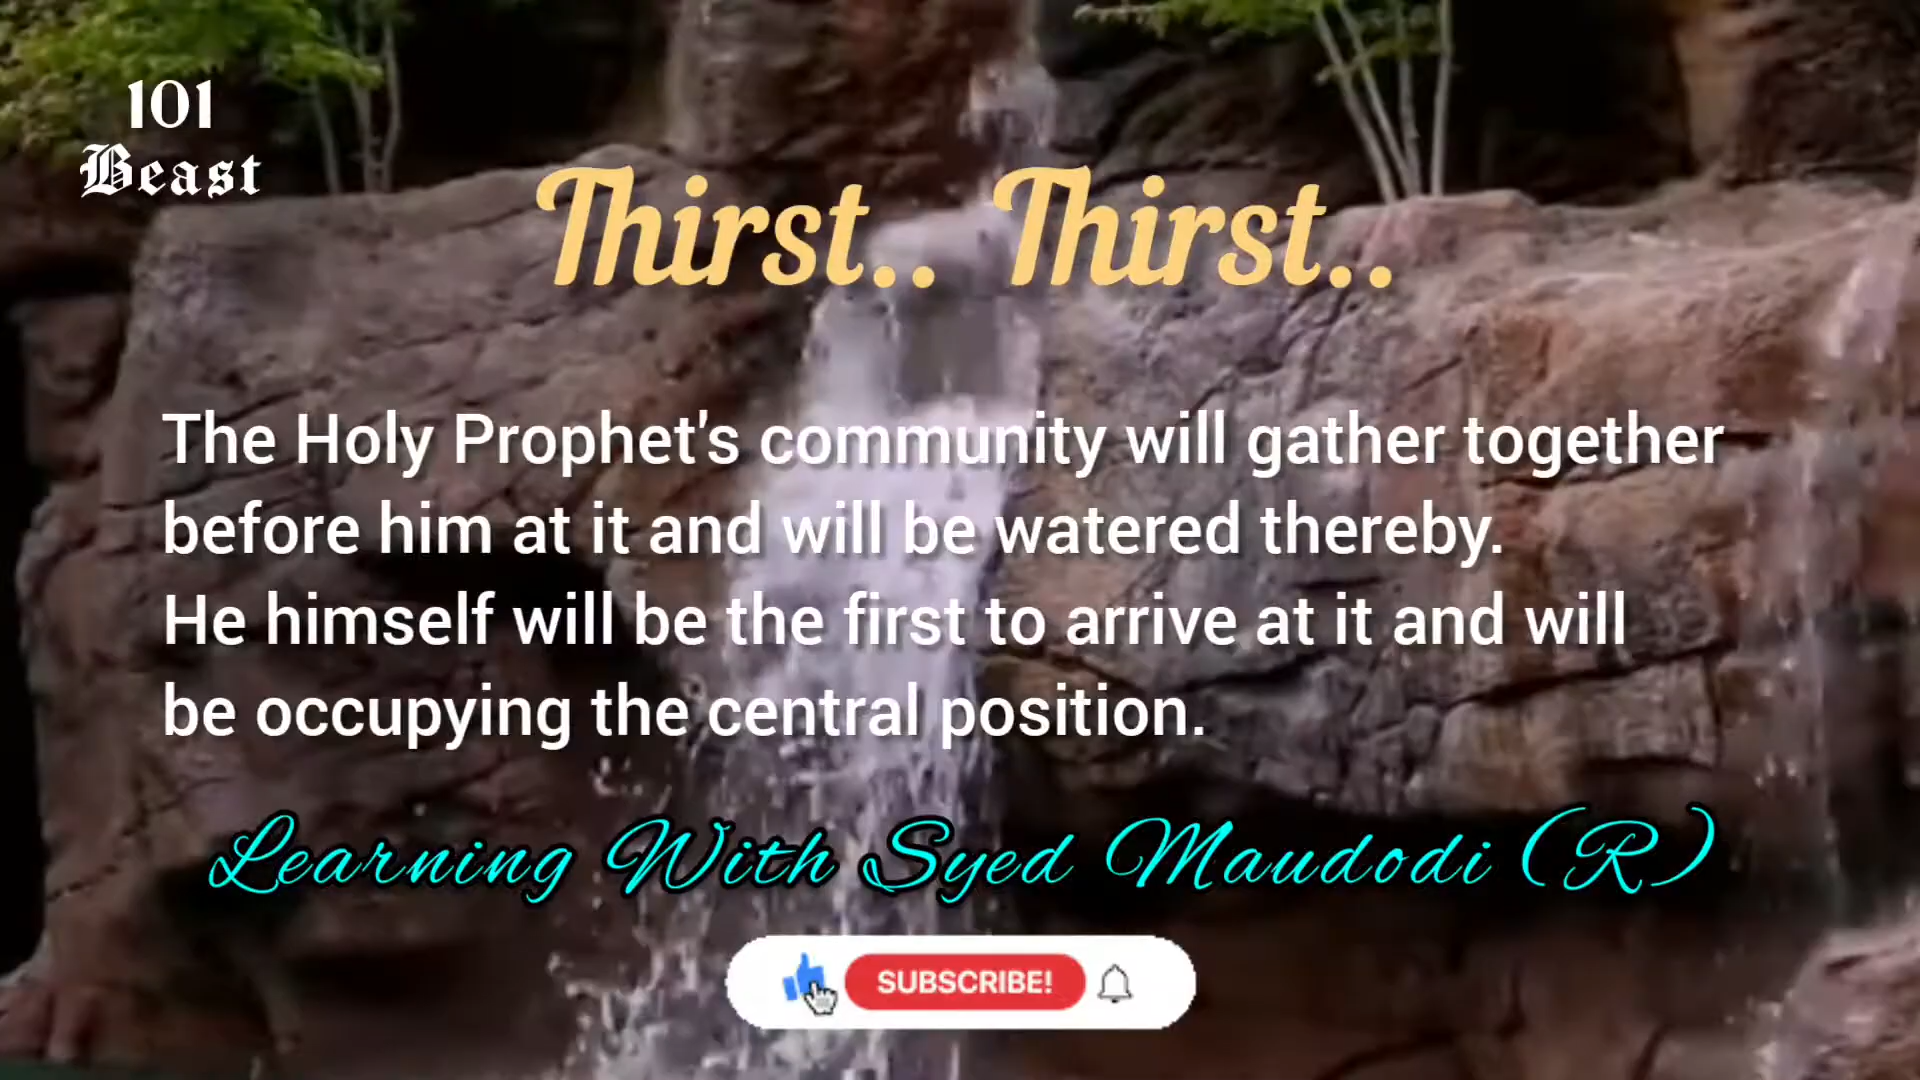 101
Beast
Thirst.. Thirst..
The Holy Prophet's community will gather together
before him at it and will be watered thereby.
He himself will be the first to arrive at it and will
be occupying the central position.
Learning With Syed Maudodi (R)
SUBSCRIBE!